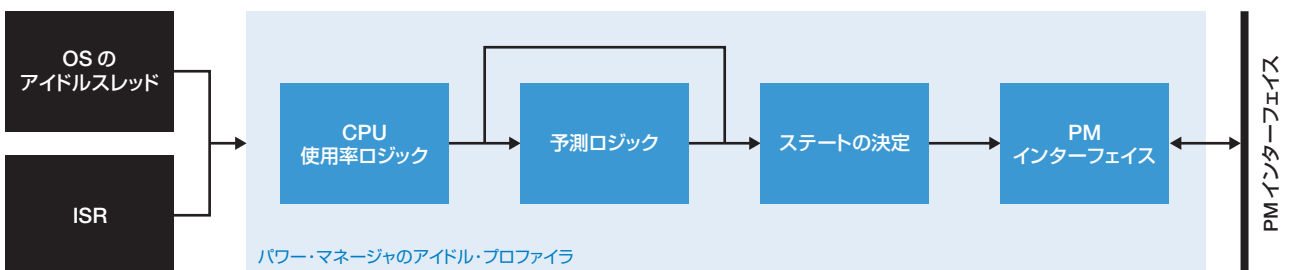 OS の
アイドルスレッド
ISR
CPU
使用率ロジック
予測ロジック
ステートの決定
PM
インターフェイス
パワー・マネージャのアイドル・プロファイラ
PM インターフェイス